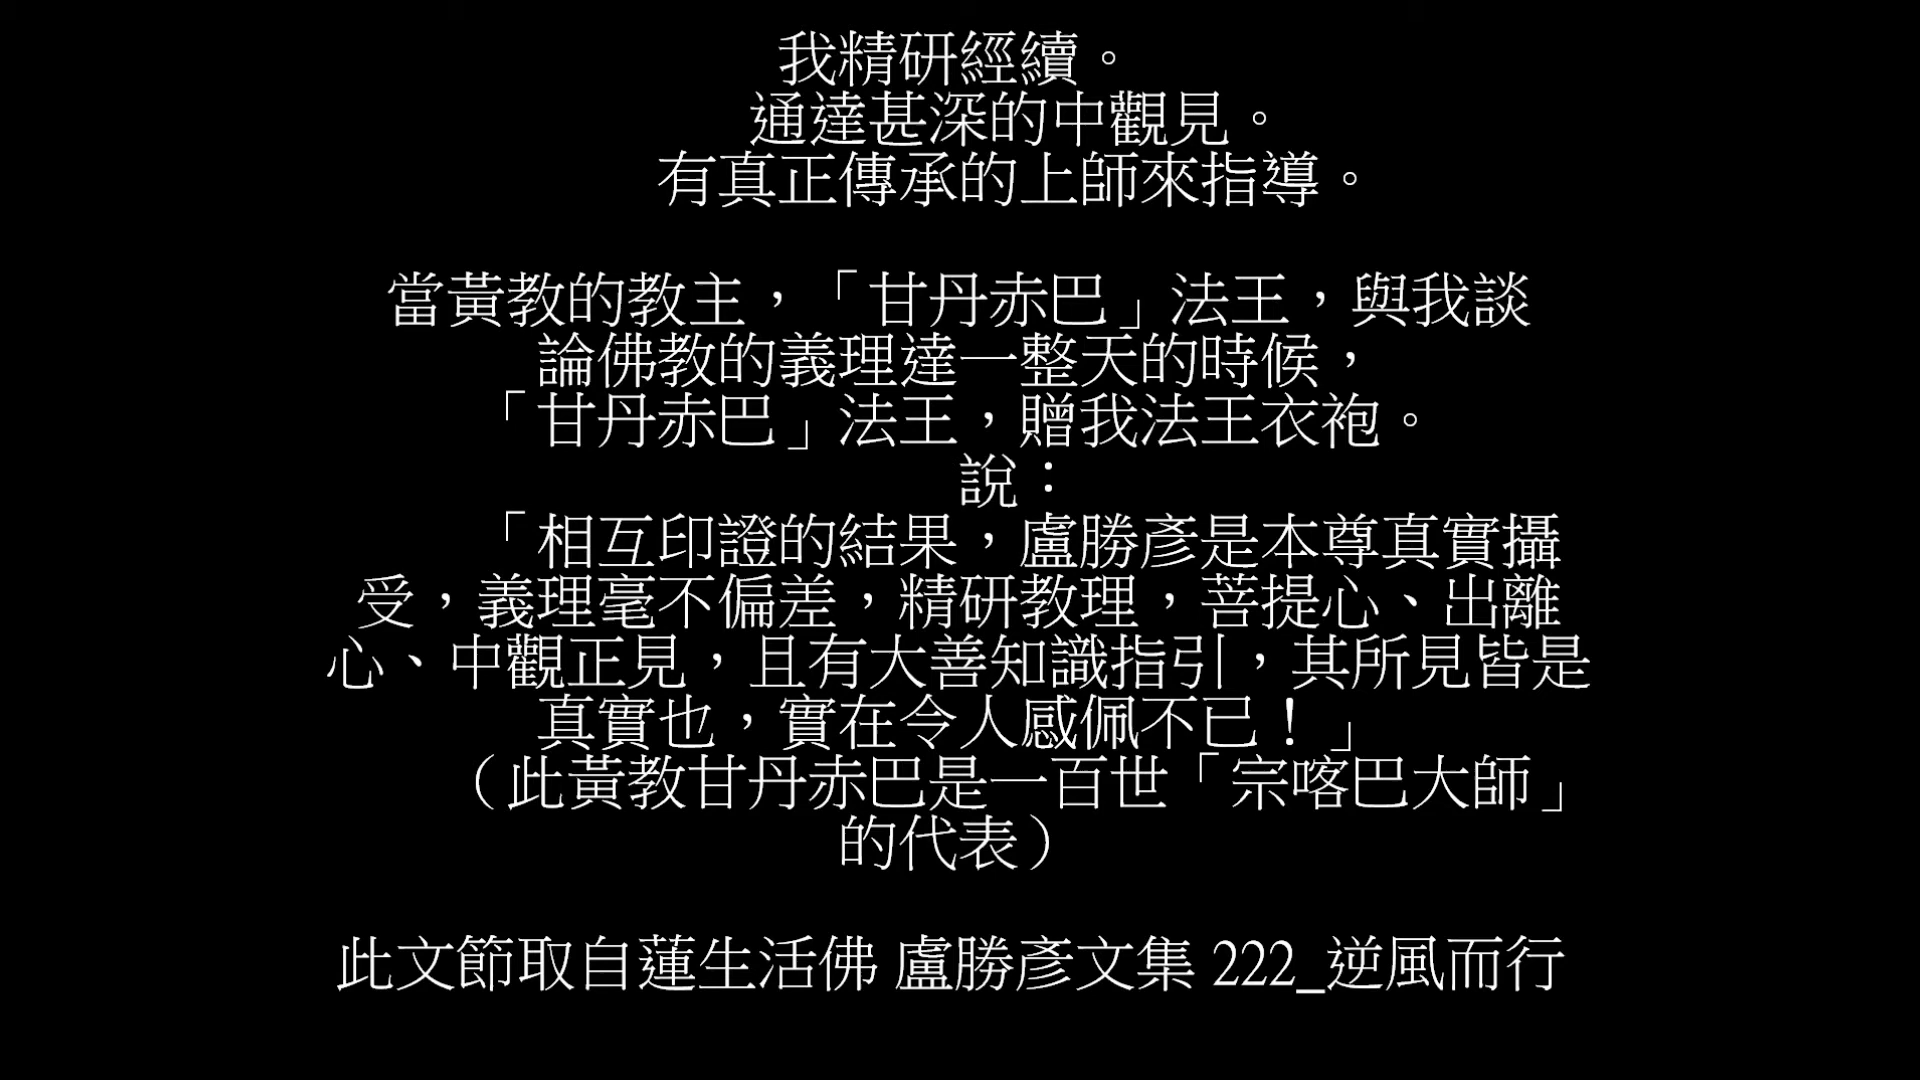 我精研經續。
通達甚深的中觀見。
有真正傳承的上師來指導。
當黃教的教主，「甘丹赤巴」法王，與我談
論佛教的義理達一整天的時候，
「甘丹赤巴」法王，贈我法王衣袍。
說：
「相互印證的結果，盧勝彥是本尊真實攝
受，義理毫不偏差，精研教理，菩提心、出離
心、中觀正見，且有大善知識指引，其所見皆是
真實也，實在令人感佩不已！」
（此黃教甘丹赤巴是一百世「宗喀巴大師」
的代表）
此文節取自蓮生活佛 盧勝彥文集 222_逆風而行